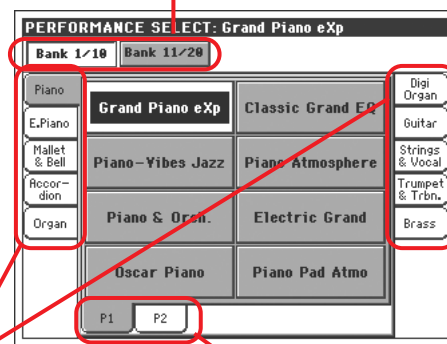 PERFORMANCE SELECT: Grand Piano eXp
Bank 1/10 Bank 11/20
Piano
E.Piano
Mallet
& Bell
Accor-
dion
Organ
Grand Piano eXp Classic Grand EQ
Piano-Vibes Jazz Piano Atmosphere
Piano & Orch. Electric Grand
Oscar Piano Piano Pad Atmo
Digi
Organ
Guitar
Strings
& Vocal
Trumpet
& Trbn.
Brass
P1 P2